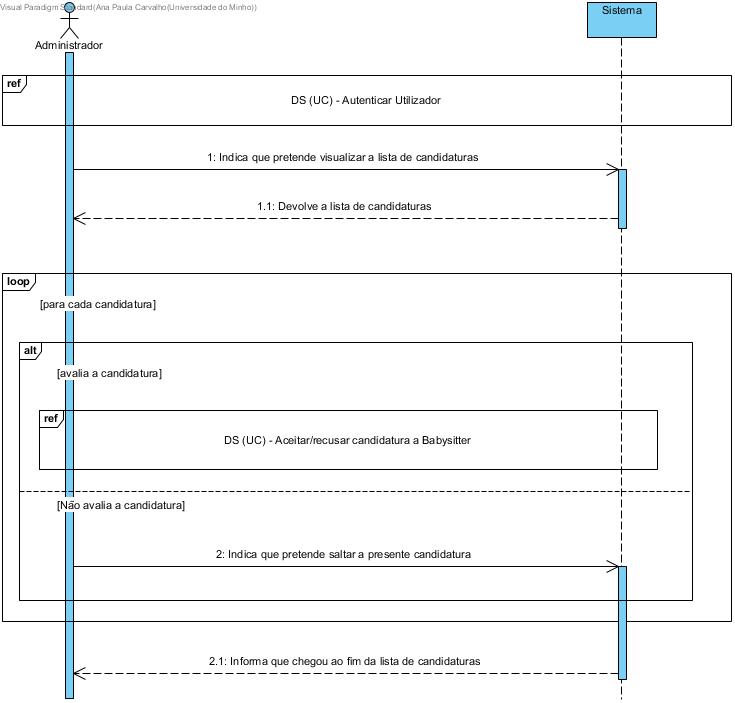 Visual Paradigm Standard(Ana Paula Carvalho(Universidade do Minho))
Sistema
Administrador
ref
DS (UC) - Autenticar Utilizador
1: Indica que pretende visualizar a lista de candidaturas
1.1: Devolve a lista de candidaturas
loop
[para cada candidatura]
alt
[avalia a candidatura]
ref
DS (UC) - Aceitar/recusar candidatura a Babysitter
[Não avalia a candidatura]
2: Indica que pretende saltar a presente candidatura
2.1: Informa que chegou ao fim da lista de candidaturas